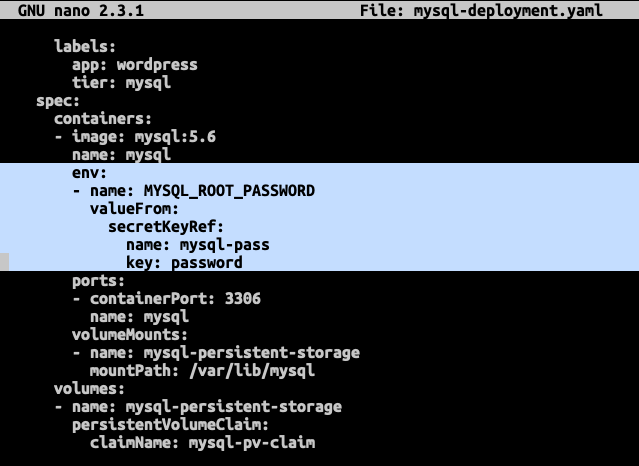 GNU nano 2.3.1 File: mysql-deployment.yaml
labels:
app: wordpress
tier: mysql
spec:
containers:
- image: mysql:5.6
name: mysql
env:
- name: MYSQL_ROOT_PASSWORD
valueFrom:
secretKeyRef:
name: mysql-pass
key: password
ports:
- containerPort: 3306
name: mysql
volumeMounts:
- name: mysql-persistent-storage
mountPath: /var/lib/mysql
volumes:
- name: mysql-persistent-storage
persistentVolumeClaim:
claimName: mysql-pv-claim